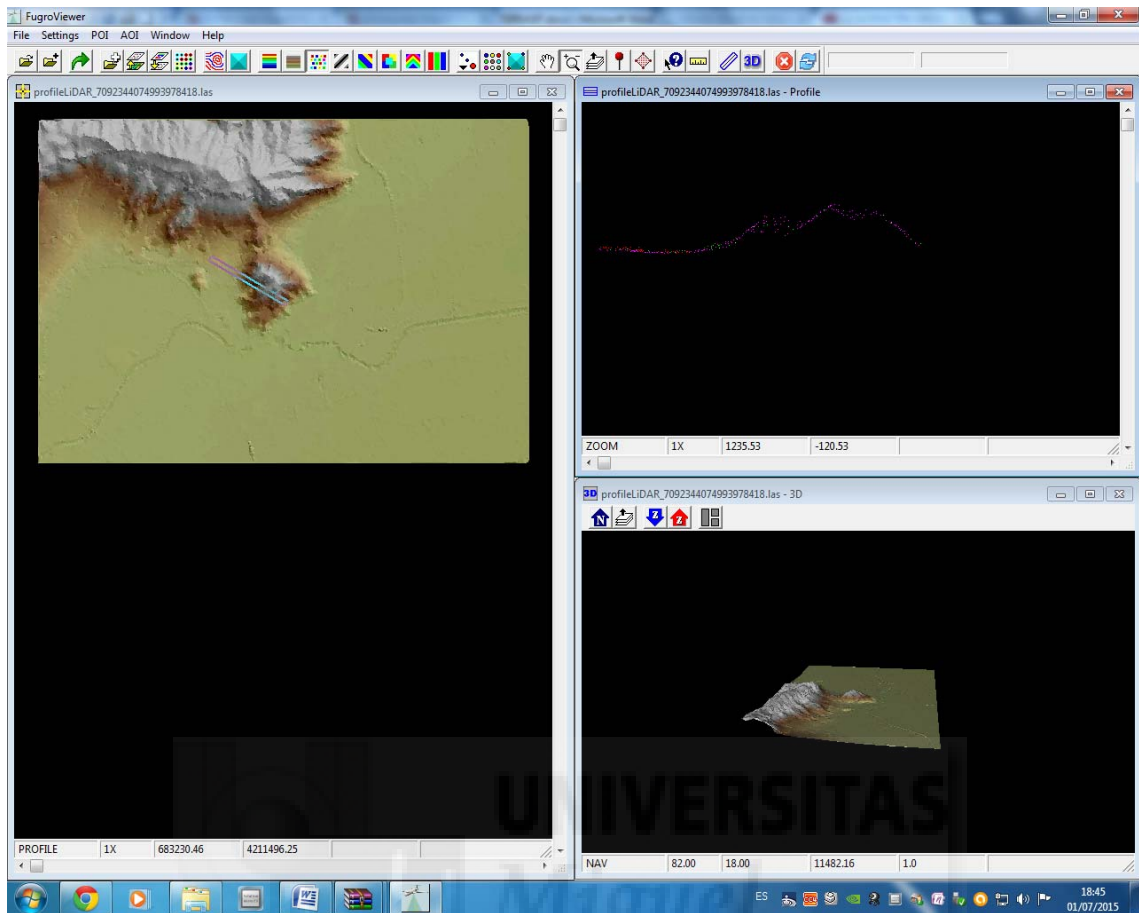 FugroViewer
File Settings POI AOI Window Help
3D
profileLiDAR_7092344074993978418.las
profileLiDAR_7092344074993978418.las - Profile
ZOOM 1X 1235.53 -120.53
3D profileLiDAR_7092344074993978418.las - 3D
N Z Z
UNIVERSITAS
Miguel
PROFILE 1X 683230.46 4211496.25
NAV 82.00 18.00 11482.16 1.0
ES 18:45
01/07/2015